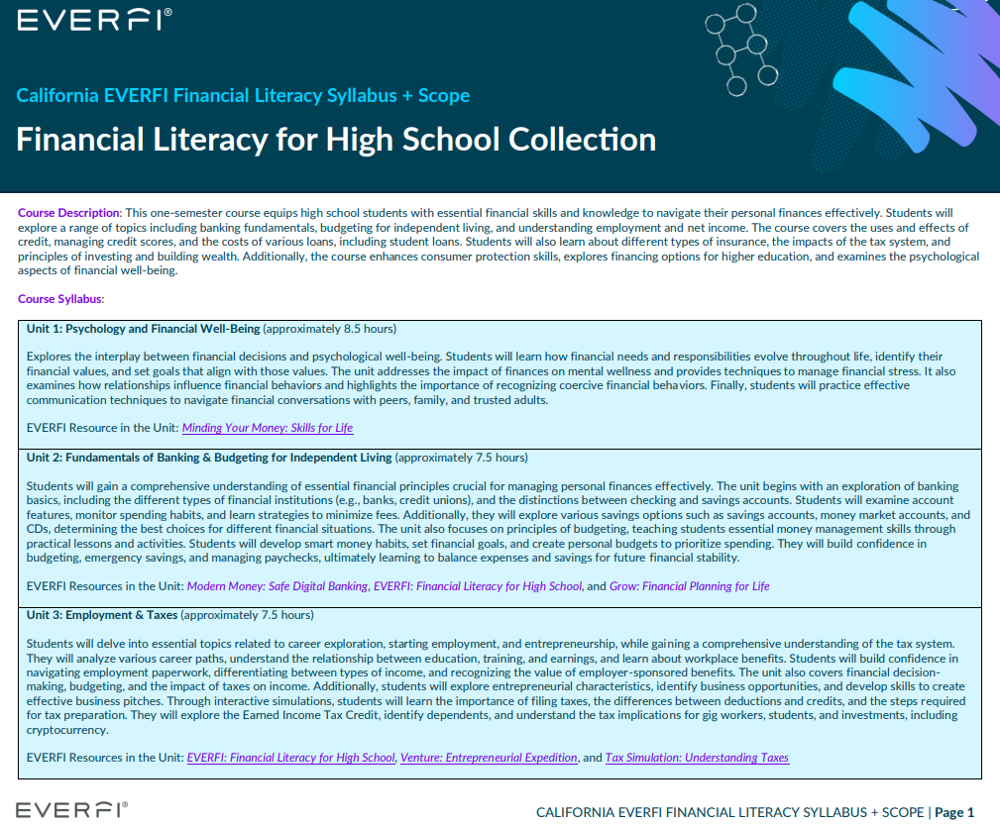 EVERFI®
California EVERFI Financial Literacy Syllabus + Scope
Financial Literacy for High School Collection
Course Description: This one-semester course equips high school students with essential financial skills and knowledge to navigate their personal finances effectively. Students will
explore a range of topics including banking fundamentals, budgeting for independent living, and understanding employment and net income. The course covers the uses and effects of
credit, managing credit scores, and the costs of various loans, including student loans. Students will also learn about different types of insurance, the impacts of the tax system, and
principles of investing and building wealth. Additionally, the course enhances consumer protection skills, explores financing options for higher education, and examines the psychological
aspects of financial well-being.
Course Syllabus:
Unit 1: Psychology and Financial Well-Being (approximately 8.5 hours)
Explores the interplay between financial decisions and psychological well-being. Students will learn how financial needs and responsibilities evolve throughout life, identify their
financial values, and set goals that align with those values. The unit addresses the impact of finances on mental wellness and provides techniques to manage financial stress. It also
examines how relationships influence financial behaviors and highlights the importance of recognizing coercive financial behaviors. Finally, students will practice effective
communication techniques to navigate financial conversations with peers, family, and trusted adults.
EVERFI Resource in the Unit: Minding Your Money: Skills for Life
Unit 2: Fundamentals of Banking & Budgeting for Independent Living (approximately 7.5 hours)
Students will gain a comprehensive understanding of essential financial principles crucial for managing personal finances effectively. The unit begins with an exploration of banking
basics, including the different types of financial institutions (e.g., banks, credit unions), and the distinctions between checking and savings accounts. Students will examine account
features, monitor spending habits, and learn strategies to minimize fees. Additionally, they will explore various savings options such as savings accounts, money market accounts, and
CDs, determining the best choices for different financial situations. The unit also focuses on principles of budgeting, teaching students essential money management skills through
practical lessons and activities. Students will develop smart money habits, set financial goals, and create personal budgets to prioritize spending. They will build confidence in
budgeting, emergency savings, and managing paychecks, ultimately learning to balance expenses and savings for future financial stability.
EVERFI Resources in the Unit: Modern Money: Safe Digital Banking, EVERFI: Financial Literacy for High School, and Grow: Financial Planning for Life
Unit 3: Employment & Taxes (approximately 7.5 hours)
Students will delve into essential topics related to career exploration, starting employment, and entrepreneurship, while gaining a comprehensive understanding of the tax system.
They will analyze various career paths, understand the relationship between education, training, and earnings, and learn about workplace benefits. Students will build confidence in
navigating employment paperwork, differentiating between types of income, and recognizing the value of employer-sponsored benefits. The unit also covers financial decision-
making, budgeting, and the impact of taxes on income. Additionally, students will explore entrepreneurial characteristics, identify business opportunities, and develop skills to create
effective business pitches. Through interactive simulations, students will learn the importance of filing taxes, the differences between deductions and credits, and the steps required
for tax preparation. They will explore the Earned Income Tax Credit, identify dependents, and understand the tax implications for gig workers, students, and investments, including
cryptocurrency.
EVERFI Resources in the Unit: EVERFI: Financial Literacy for High School, Venture: Entrepreneurial Expedition, and Tax Simulation: Understanding Taxes
EVERFI®
CALIFORNIA EVERFI FINANCIAL LITERACY SYLLABUS + SCOPE | Page 1